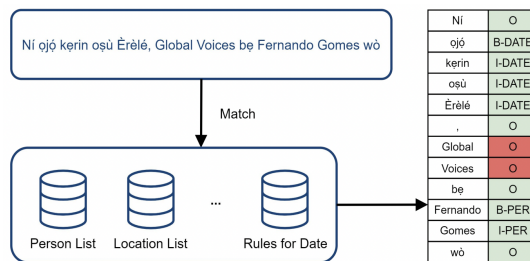 Ní ọjọ́ kẹrin oṣù Èrèlé, Global Voices bẹ Fernando Gomes wò
Match
Person List
Location List
...
Rules for Date
Ní O
ọjọ́ B-DATE
kẹrin I-DATE
oṣù I-DATE
Èrèlé I-DATE
, O
Global O
Voices O
bẹ O
Fernando B-PER
Gomes I-PER
wò O